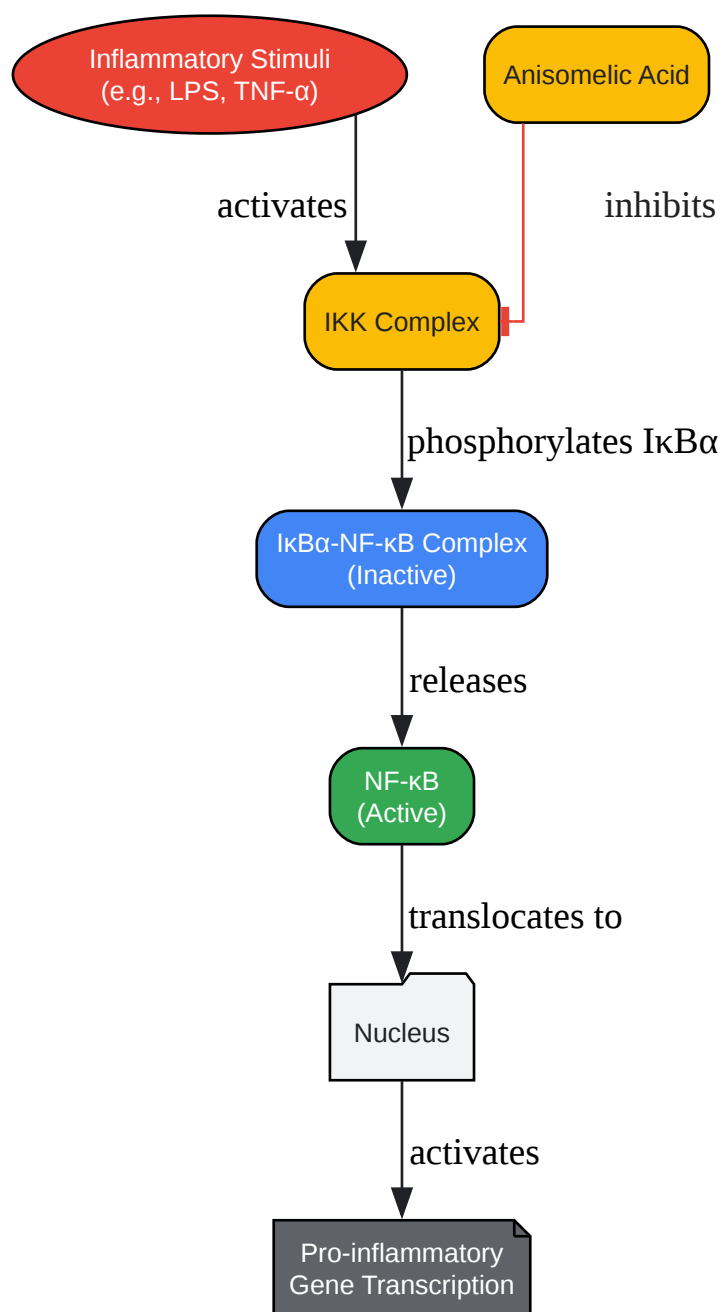 Inflammatory Stimuli
(e.g., LPS, TNF-α)
Anisomelic Acid
activates
inhibits
IKK Complex
phosphorylates IκBα
IκBα-NF-κB Complex
(Inactive)
releases
NF-κB
(Active)
translocates to
Nucleus
activates
Pro-inflammatory
Gene Transcription